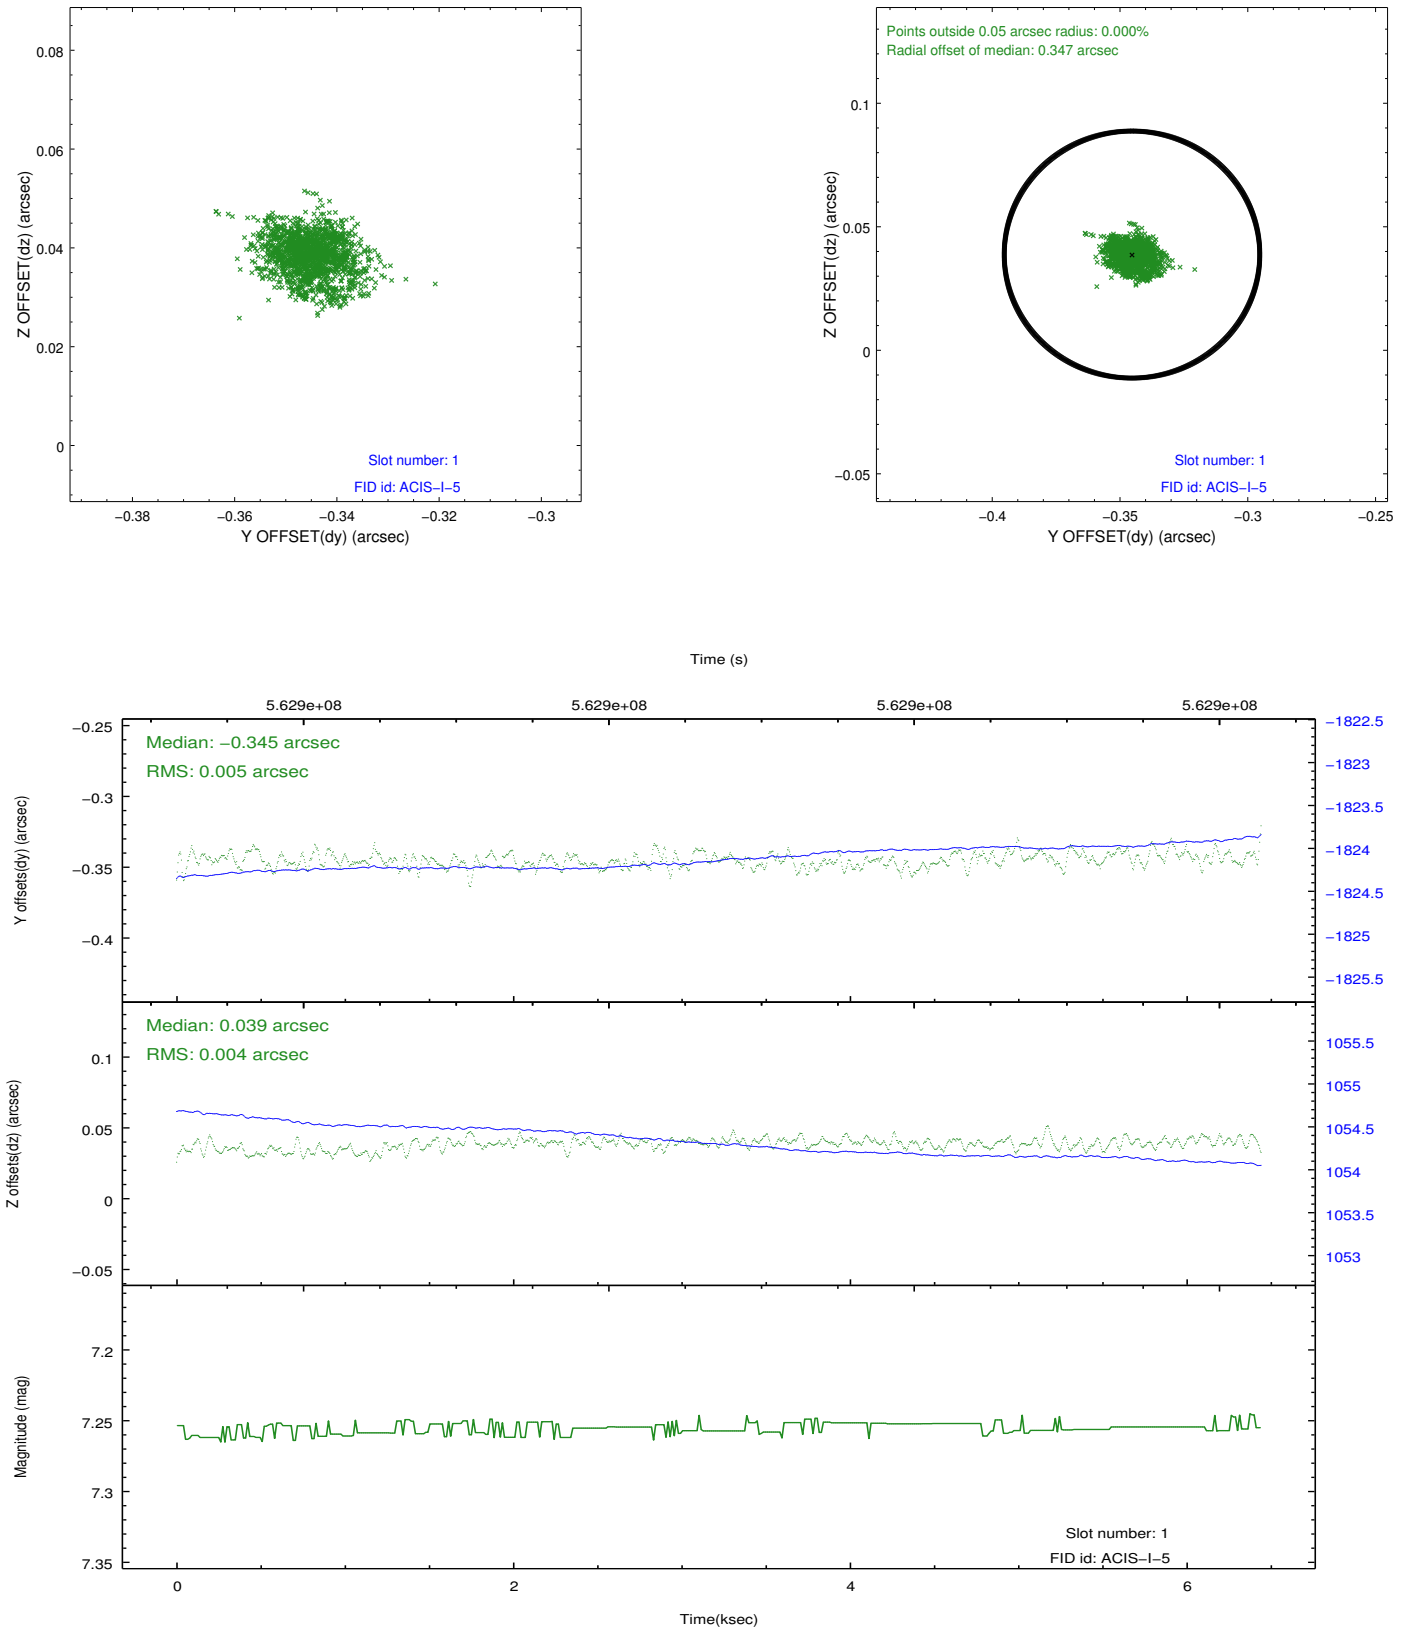 0.08
0.06
0.04
0.02
0
Z OFFSET(dz) (arcsec)
Slot number: 1
FID id: ACIS−I−5
−0.38
−0.36
−0.34
−0.32
−0.3
Y OFFSET(dy) (arcsec)
Points outside 0.05 arcsec radius: 0.000%
Radial offset of median: 0.347 arcsec
0.1
0.05
0
−0.05
Z OFFSET(dz) (arcsec)
Slot number: 1
FID id: ACIS−I−5
−0.4
−0.35
−0.3
−0.25
Y OFFSET(dy) (arcsec)
Time (s)
5.629e+08
5.629e+08
5.629e+08
5.629e+08
Median: −0.345 arcsec
RMS: 0.005 arcsec
−0.25
−0.3
−0.35
−0.4
Y offsets(dy) (arcsec)
−1822.5
−1823
−1823.5
−1824
−1824.5
−1825
−1825.5
Median: 0.039 arcsec
RMS: 0.004 arcsec
0.1
0.05
0
−0.05
Z offsets(dz) (arcsec)
1055.5
1055
1054.5
1054
1053.5
1053
7.2
7.25
7.3
7.35
Magnitude (mag)
Slot number: 1
FID id: ACIS−I−5
0
2
4
6
Time(ksec)